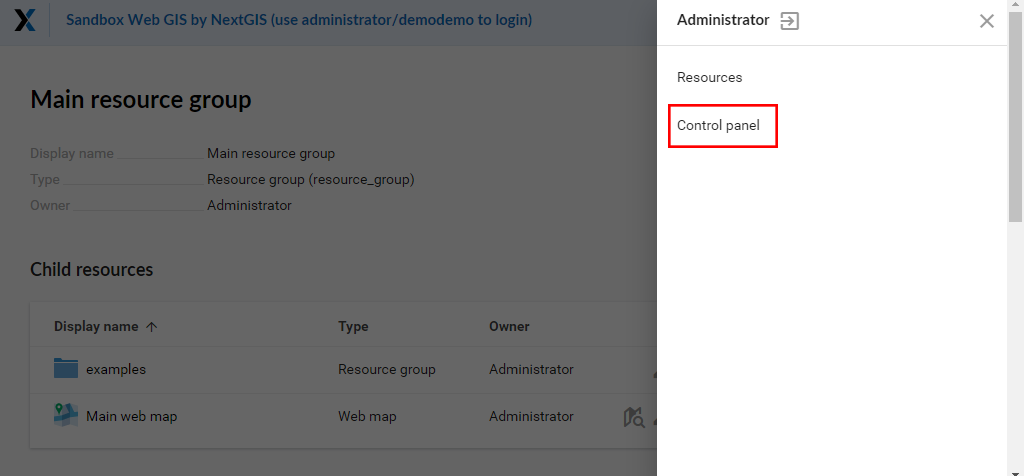 Sandbox Web GIS by NextGIS (use administrator/demodemo to login)
Administrator
Resources
Control panel
Main resource group
Display name Main resource group
Type Resource group (resource_group)
Owner Administrator
Child resources
Display name Type Owner
examples Resource group Administrator
Main web map Web map Administrator